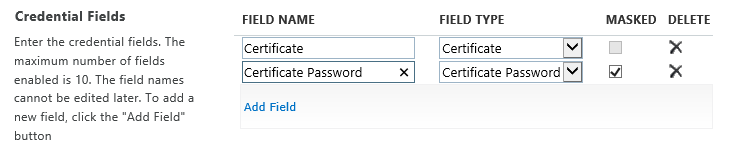 Credential Fields
Enter the credential fields. The
maximum number of fields
enabled is 10. The field names
cannot be edited later. To add a
new field, click the "Add Field"
button
FIELD NAME FIELD TYPE MASKED DELETE
Certificate Certificate
Certificate Password Certificate Password
Add Field